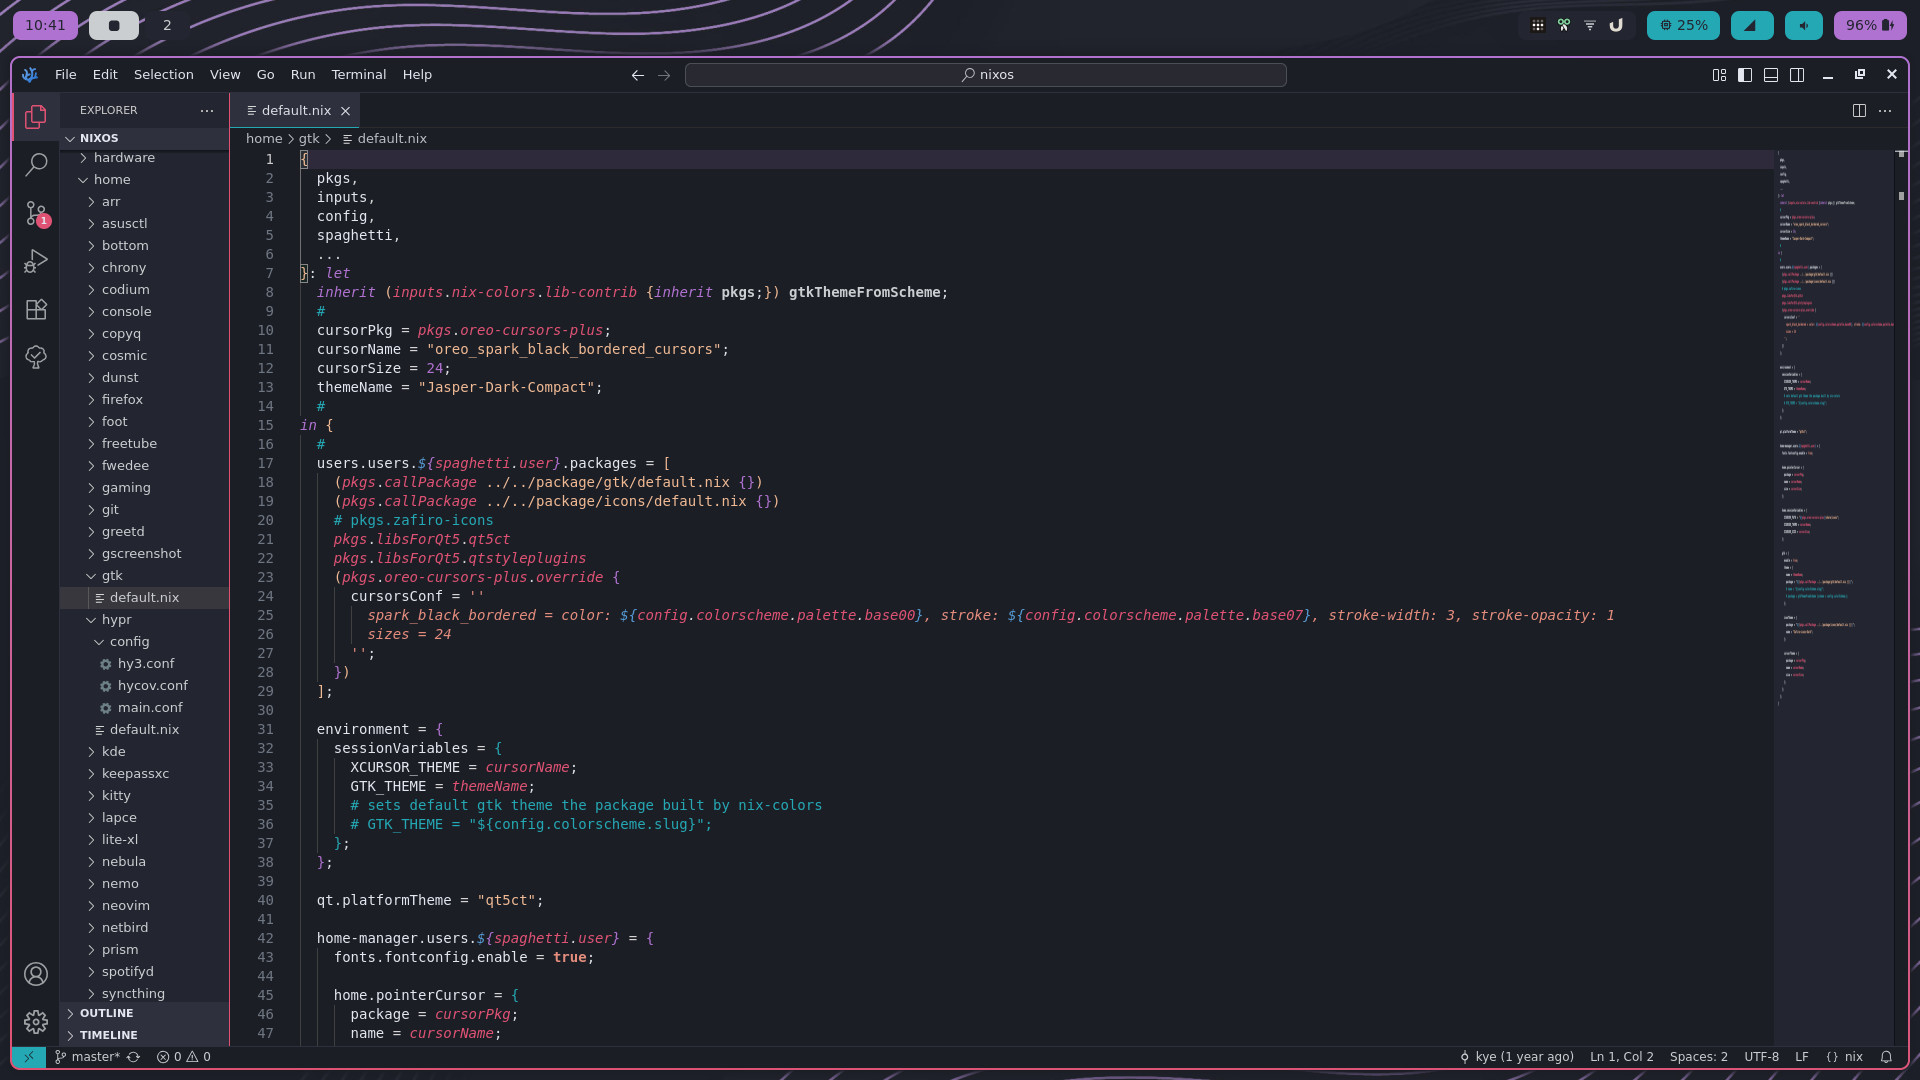 10:41
2
25%
96%
File Edit Selection View Go Run Terminal Help
nixos
EXPLORER
default.nix
NIXOS
home gtk default.nix
hardware
home
arr
asusctl
bottom
chrony
codium
console
copyq
cosmic
dunst
firefox
foot
freetube
fwedee
gaming
git
greetd
gscreenshot
gtk
default.nix
hypr
config
hy3.conf
hycov.conf
main.conf
default.nix
kde
keepassxc
kitty
lapce
lite-xl
nebula
nemo
neovim
netbird
prism
spotifyd
syncthing
OUTLINE
TIMELINE
1
1 {
2 pkgs,
3 inputs,
4 config,
5 spaghetti,
6 ...
7 }: let
8 inherit (inputs.nix-colors.lib-contrib {inherit pkgs;}) gtkThemeFromScheme;
9 #
10 cursorPkg = pkgs.oreo-cursors-plus;
11 cursorName = "oreo_spark_black_bordered_cursors";
12 cursorSize = 24;
13 themeName = "Jasper-Dark-Compact";
14 #
15 in {
16 #
17 users.users.${spaghetti.user}.packages = [
18 (pkgs.callPackage ../../package/gtk/default.nix {})
19 (pkgs.callPackage ../../package/icons/default.nix {})
20 # pkgs.zafiro-icons
21 pkgs.libsForQt5.qt5ct
22 pkgs.libsForQt5.qtstyleplugins
23 (pkgs.oreo-cursors-plus.override {
24 cursorsConf = ''
25 spark_black_bordered = color: ${config.colorscheme.palette.base00}, stroke: ${config.colorscheme.palette.base07}, stroke-width: 3, stroke-opacity: 1
26 sizes = 24
27 '';
28 })
29 ];
30
31 environment = {
32 sessionVariables = {
33 XCURSOR_THEME = cursorName;
34 GTK_THEME = themeName;
35 # sets default gtk theme the package built by nix-colors
36 # GTK_THEME = "${config.colorscheme.slug}";
37 };
38 };
39
40 qt.platformTheme = "qt5ct";
41
42 home-manager.users.${spaghetti.user} = {
43 fonts.fontconfig.enable = true;
44
45 home.pointerCursor = {
46 package = cursorPkg;
47 name = cursorName;
master* 0 0
kye (1 year ago) Ln 1, Col 2 Spaces: 2 UTF-8 LF {} nix